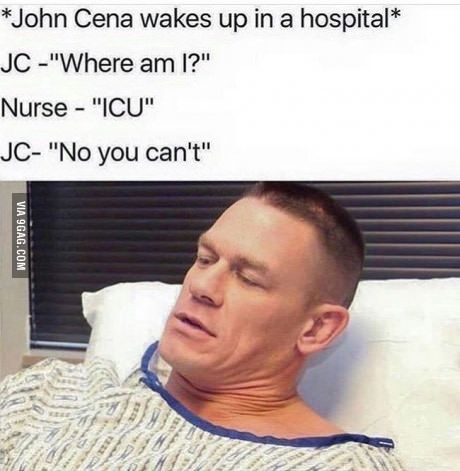 *John Cena wakes up in a hospital*
JC -"Where am I?"
Nurse - "ICU"
JC- "No you can't"
VIA 9GAG.COM